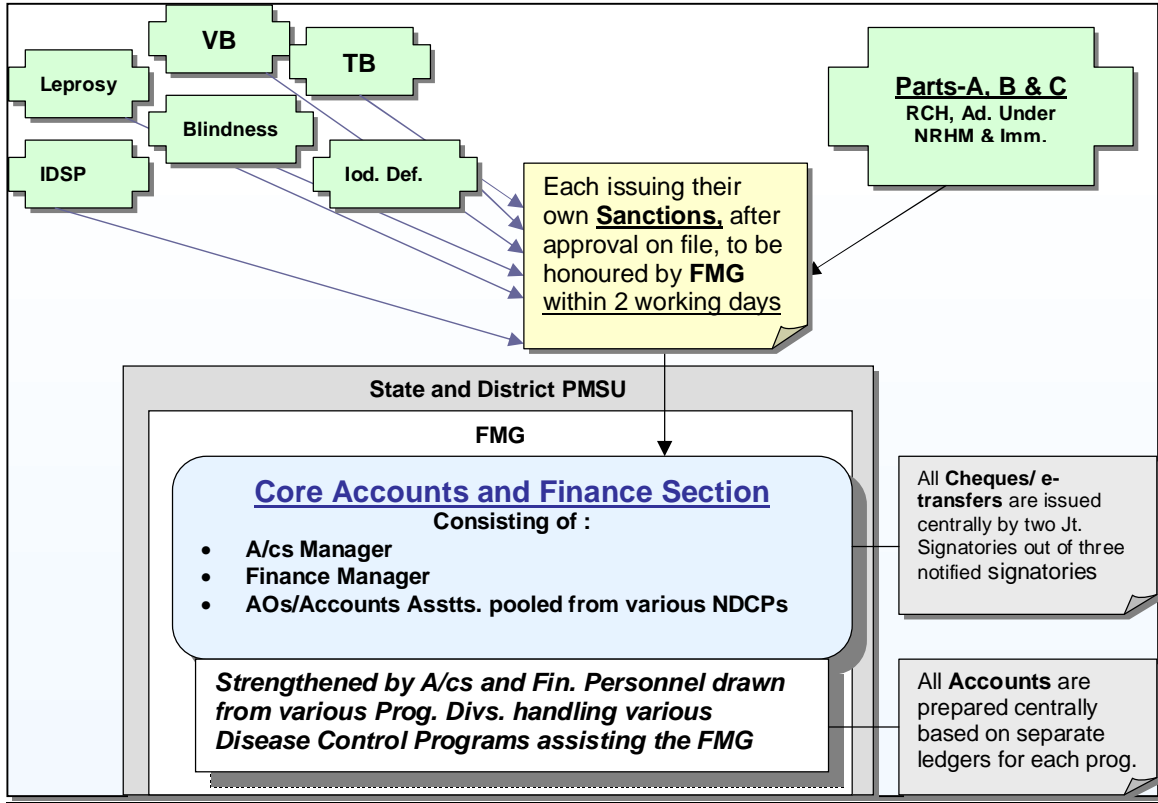 VB
TB
Leprosy
Blindness
IDSP
Iod. Def.
Parts-A, B & C
RCH, Ad. Under
NRHM & Imm.
Each issuing their
own Sanctions, after
approval on file, to be
honoured by FMG
within 2 working days
State and District PMSU
FMG
Core Accounts and Finance Section
Consisting of :
• A/cs Manager
• Finance Manager
• AOs/Accounts Asstts. pooled from various NDCPs
Strengthened by A/cs and Fin. Personnel drawn
from various Prog. Divs. handling various
Disease Control Programs assisting the FMG
All Cheques/ e-
transfers are issued
centrally by two Jt.
Signatories out of three
notified signatories
All Accounts are
prepared centrally
based on separate
ledgers for each prog.